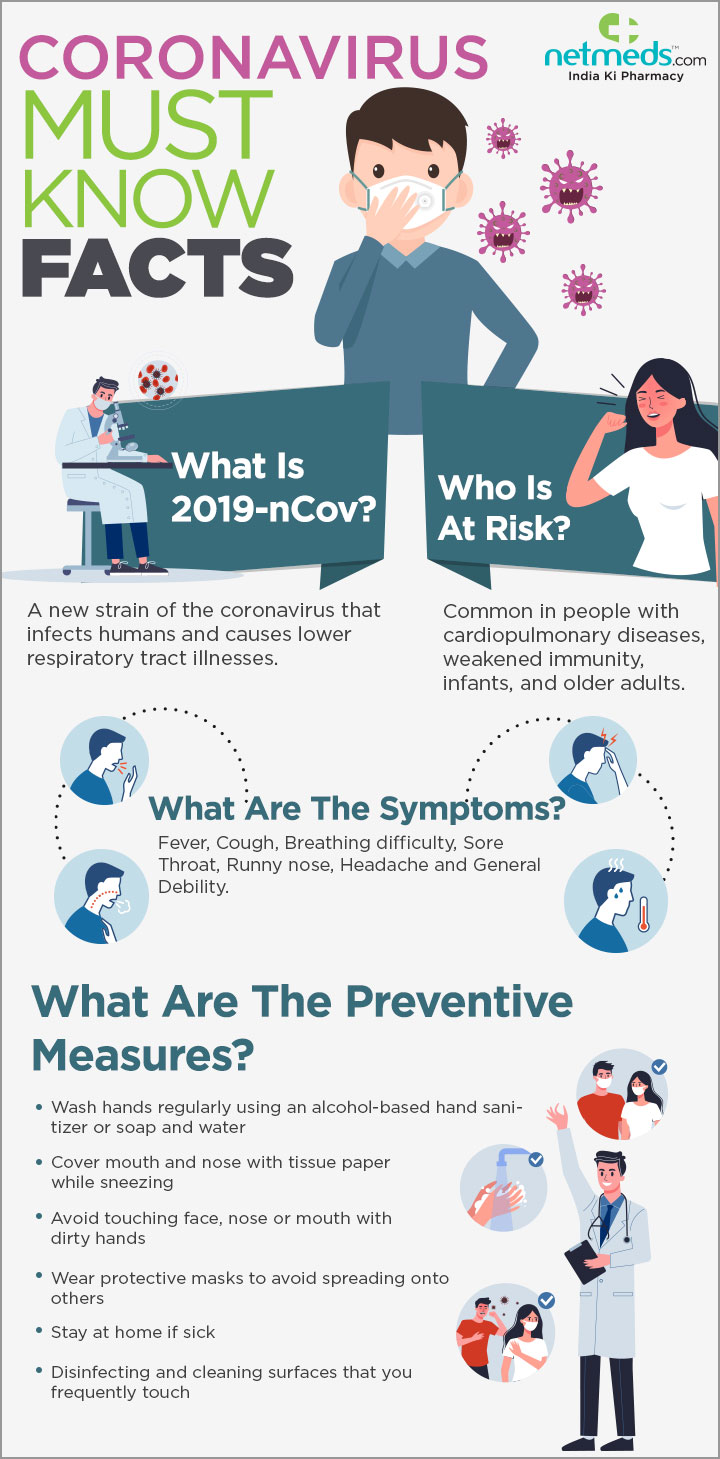 CORONAVIRUS
MUST
KNOW
FACTS
netmeds.com™
India Ki Pharmacy
What Is
2019-nCov?
Who Is
At Risk?
A new strain of the coronavirus that
infects humans and causes lower
respiratory tract illnesses.
Common in people with
cardiopulmonary diseases,
weakened immunity,
infants, and older adults.
What Are The Symptoms?
Fever, Cough, Breathing difficulty, Sore
Throat, Runny nose, Headache and General
Debility.
What Are The Preventive
Measures?
• Wash hands regularly using an alcohol-based hand sani-
tizer or soap and water
• Cover mouth and nose with tissue paper
while sneezing
• Avoid touching face, nose or mouth with
dirty hands
• Wear protective masks to avoid spreading onto
others
• Stay at home if sick
• Disinfecting and cleaning surfaces that you
frequently touch